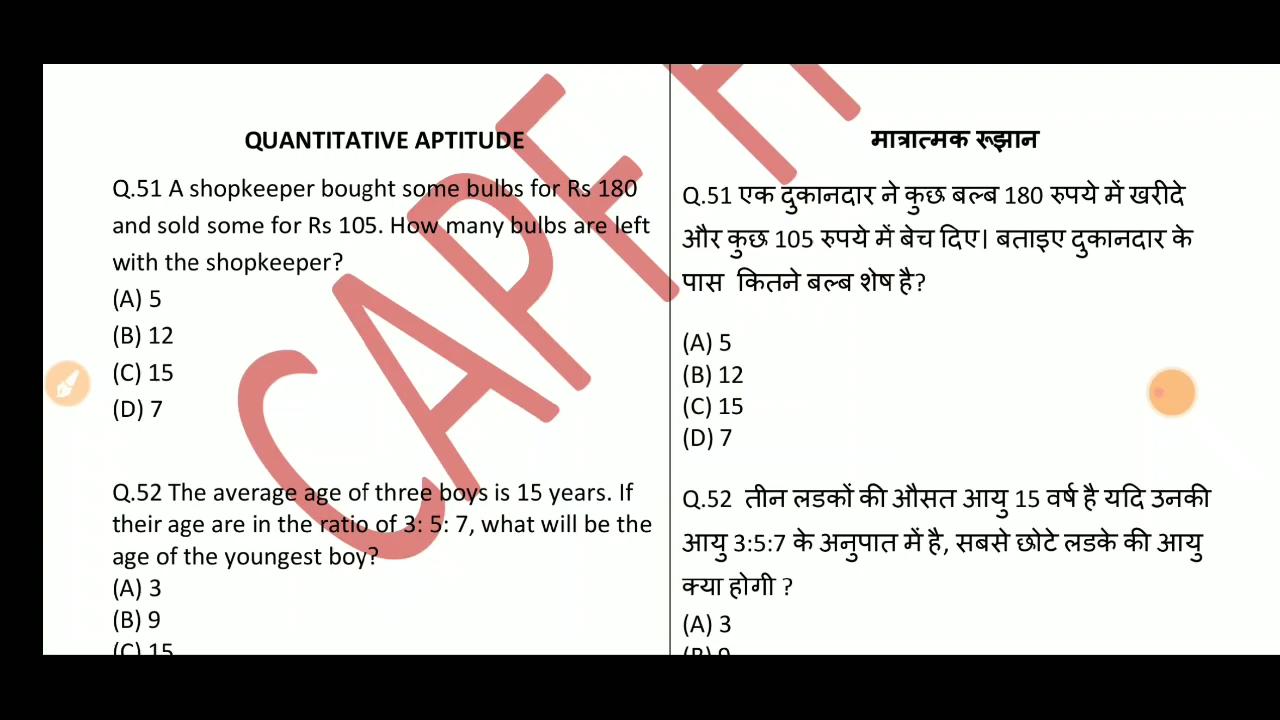 QUANTITATIVE APTITUDE
Q.51 A shopkeeper bought some bulbs for Rs 180
and sold some for Rs 105. How many bulbs are left
with the shopkeeper?
(A) 5
(B) 12
(C) 15
(D) 7
Q.52 The average age of three boys is 15 years. If
their age are in the ratio of 3: 5: 7, what will be the
age of the youngest boy?
(A) 3
(B) 9
(C) 15
मात्रात्मक रूझान
Q.51 एक दुकानदार ने कुछ बल्ब 180 रुपये में खरीदे
और कुछ 105 रुपये में बेच दिए। बताइए दुकानदार के
पास कितने बल्ब शेष है?
(A) 5
(B) 12
(C) 15
(D) 7
Q.52 तीन लडकों की औसत आयु 15 वर्ष है यदि उनकी
आयु 3:5:7 के अनुपात में है, सबसे छोटे लडके की आयु
क्या होगी ?
(A) 3
(B) 9
CAPF